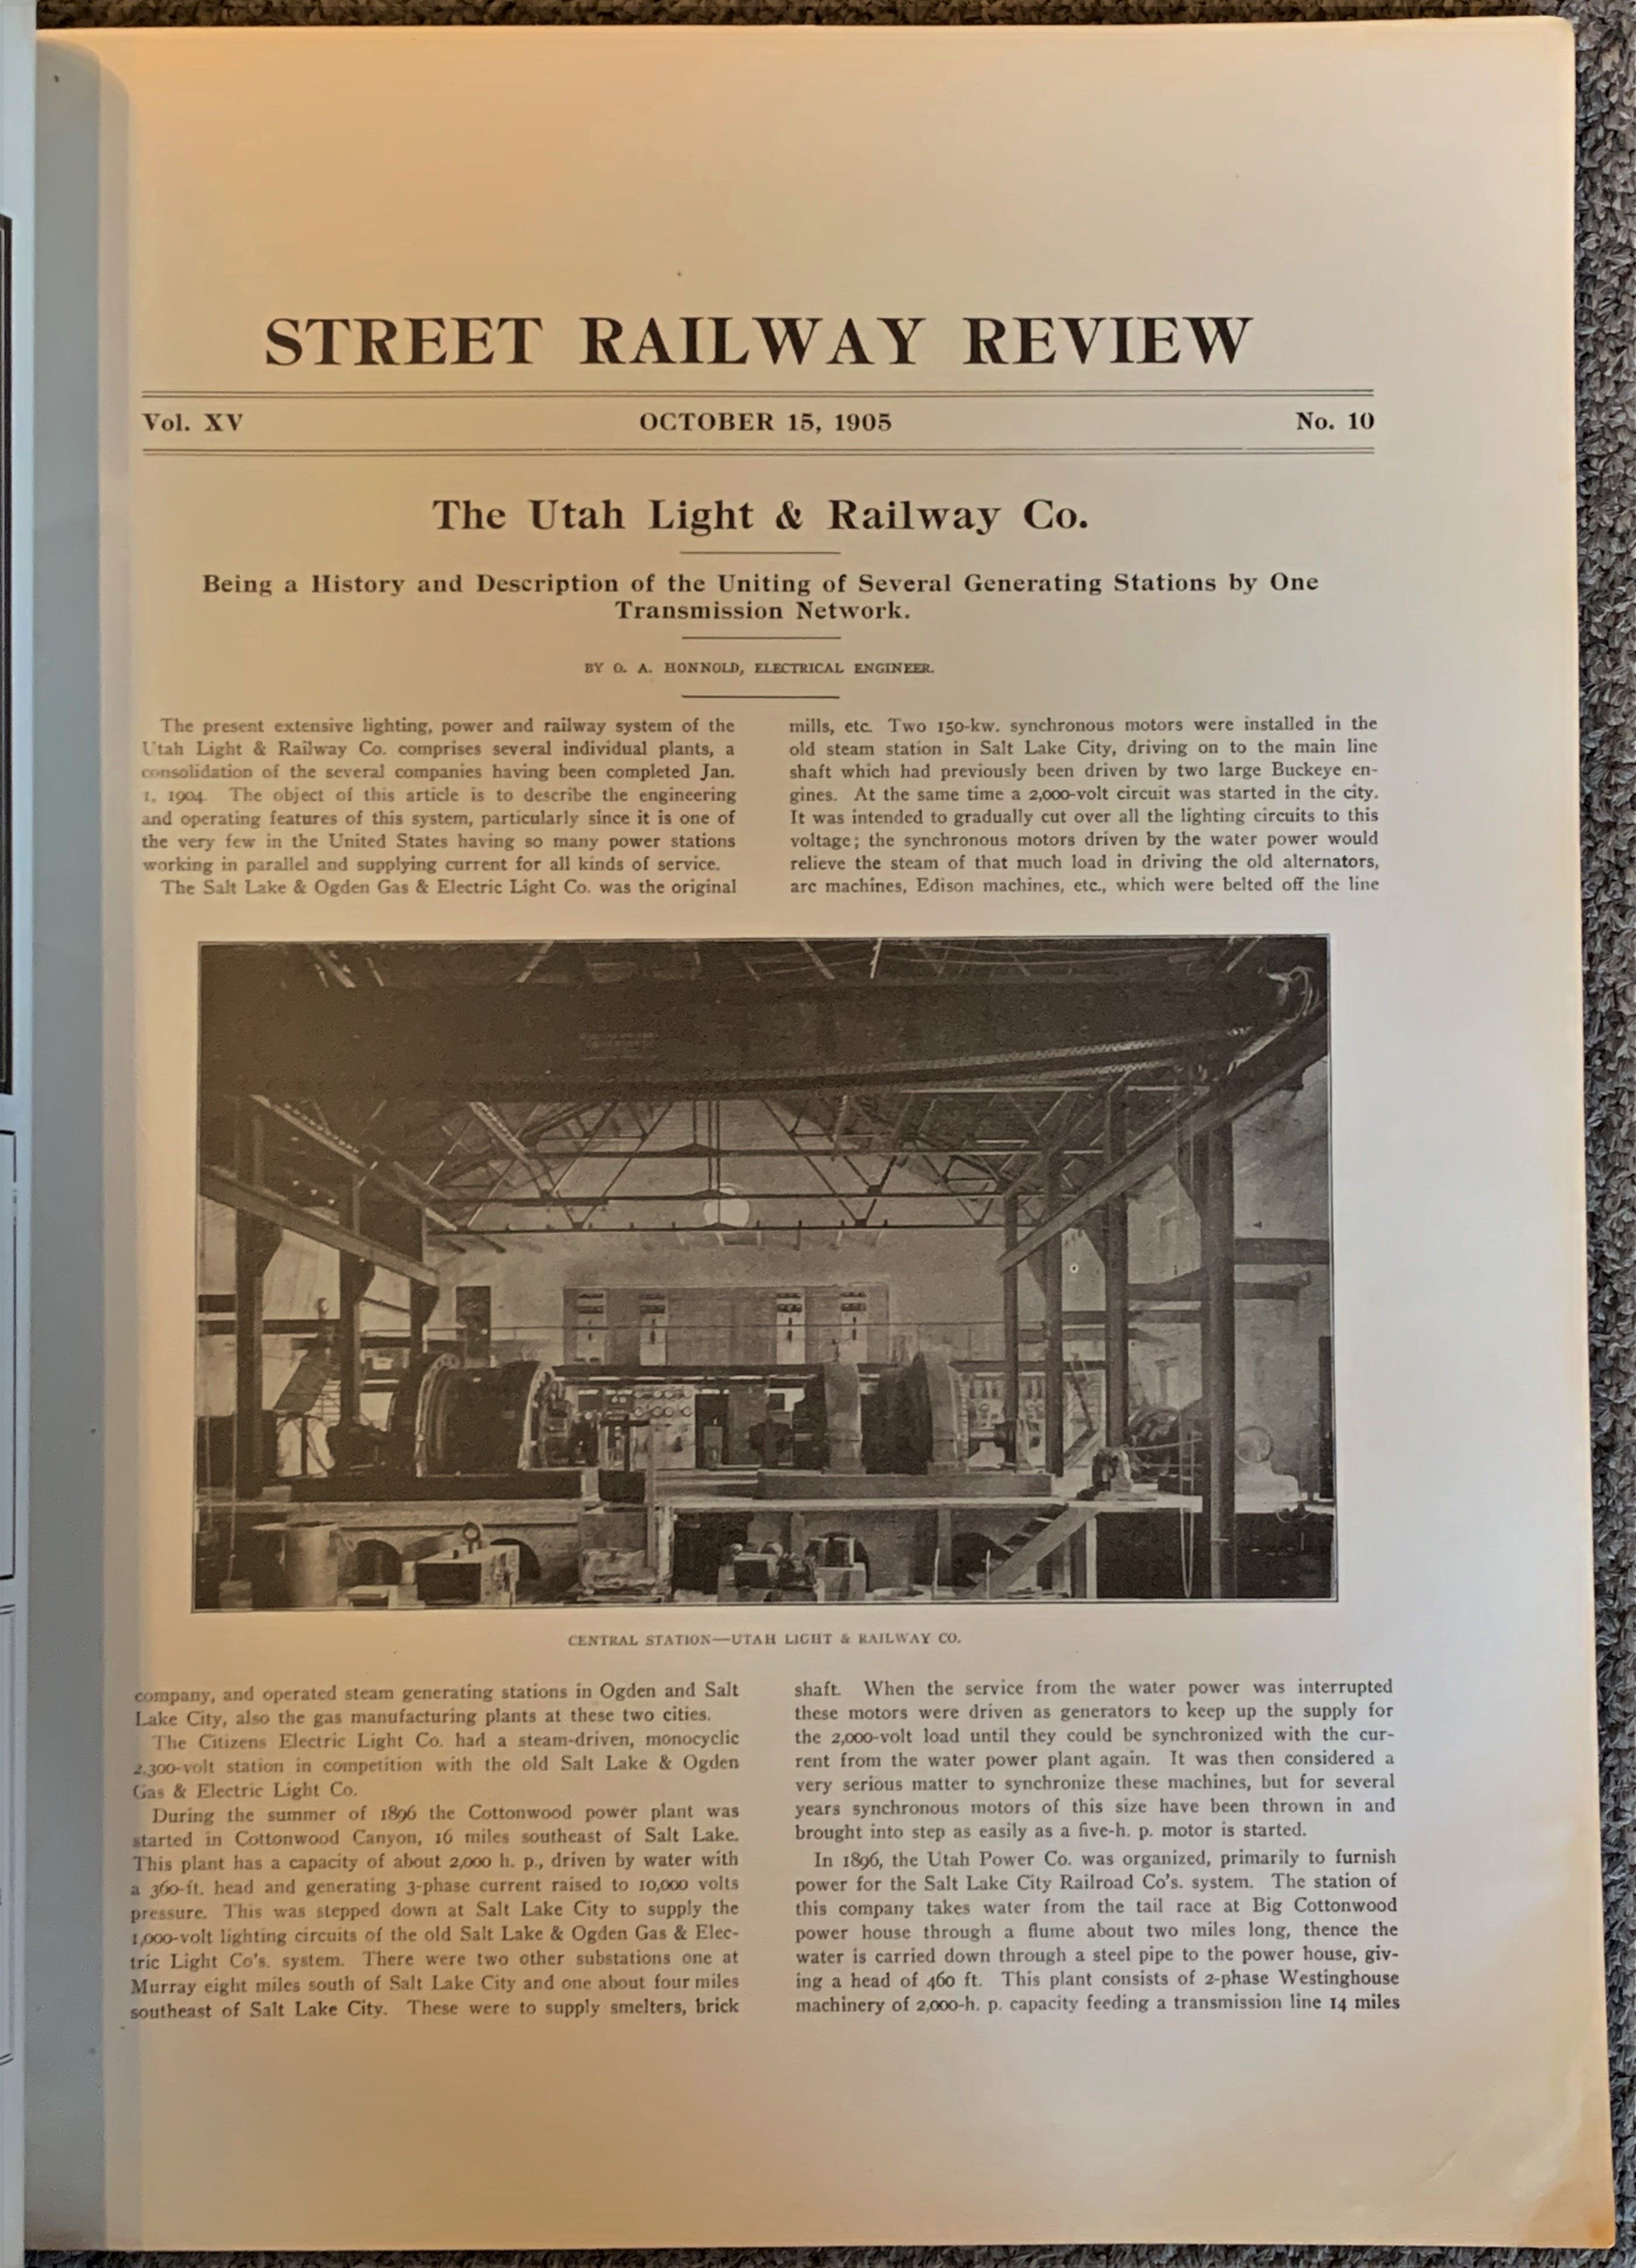 STREET RAILWAY REVIEW
Vol. XV OCTOBER 15, 1905 No. 10
The Utah Light & Railway Co.
Being a History and Description of the Uniting of Several Generating Stations by One
Transmission Network.
BY O. A. HONNOLD, ELECTRICAL ENGINEER.
The present extensive lighting, power and railway system of the
Utah Light & Railway Co. comprises several individual plants, a
consolidation of the several companies having been completed Jan.
1, 1904. The object of this article is to describe the engineering
and operating features of this system, particularly since it is one of
the very few in the United States having so many power stations
working in parallel and supplying current for all kinds of service.
The Salt Lake & Ogden Gas & Electric Light Co. was the original
mills, etc. Two 150-kw. synchronous motors were installed in the
old steam station in Salt Lake City, driving on to the main line
shaft which had previously been driven by two large Buckeye en-
gines. At the same time a 2,000-volt circuit was started in the city.
It was intended to gradually cut over all the lighting circuits to this
voltage; the synchronous motors driven by the water power would
relieve the steam of that much load in driving the old alternators,
arc machines, Edison machines, etc., which were belted off the line
CENTRAL STATION—UTAH LIGHT & RAILWAY CO.
company, and operated steam generating stations in Ogden and Salt
Lake City, also the gas manufacturing plants at these two cities.
The Citizens Electric Light Co. had a steam-driven, monocyclic
2,300-volt station in competition with the old Salt Lake & Ogden
Gas & Electric Light Co.
During the summer of 1896 the Cottonwood power plant was
started in Cottonwood Canyon, 16 miles southeast of Salt Lake.
This plant has a capacity of about 2,000 h. p., driven by water with
a 360-ft. head and generating 3-phase current raised to 10,000 volts
pressure. This was stepped down at Salt Lake City to supply the
1,000-volt lighting circuits of the old Salt Lake & Ogden Gas & Elec-
tric Light Co's. system. There were two other substations one at
Murray eight miles south of Salt Lake City and one about four miles
southeast of Salt Lake City. These were to supply smelters, brick
shaft. When the service from the water power was interrupted
these motors were driven as generators to keep up the supply for
the 2,000-volt load until they could be synchronized with the cur-
rent from the water power plant again. It was then considered a
very serious matter to synchronize these machines, but for several
years synchronous motors of this size have been thrown in and
brought into step as easily as a five-h. p. motor is started.
In 1896, the Utah Power Co. was organized, primarily to furnish
power for the Salt Lake City Railroad Co's. system. The station of
this company takes water from the tail race at Big Cottonwood
power house through a flume about two miles long, thence the
water is carried down through a steel pipe to the power house, giv-
ing a head of 460 ft. This plant consists of 2-phase Westinghouse
machinery of 2,000-h. p. capacity feeding a transmission line 14 miles